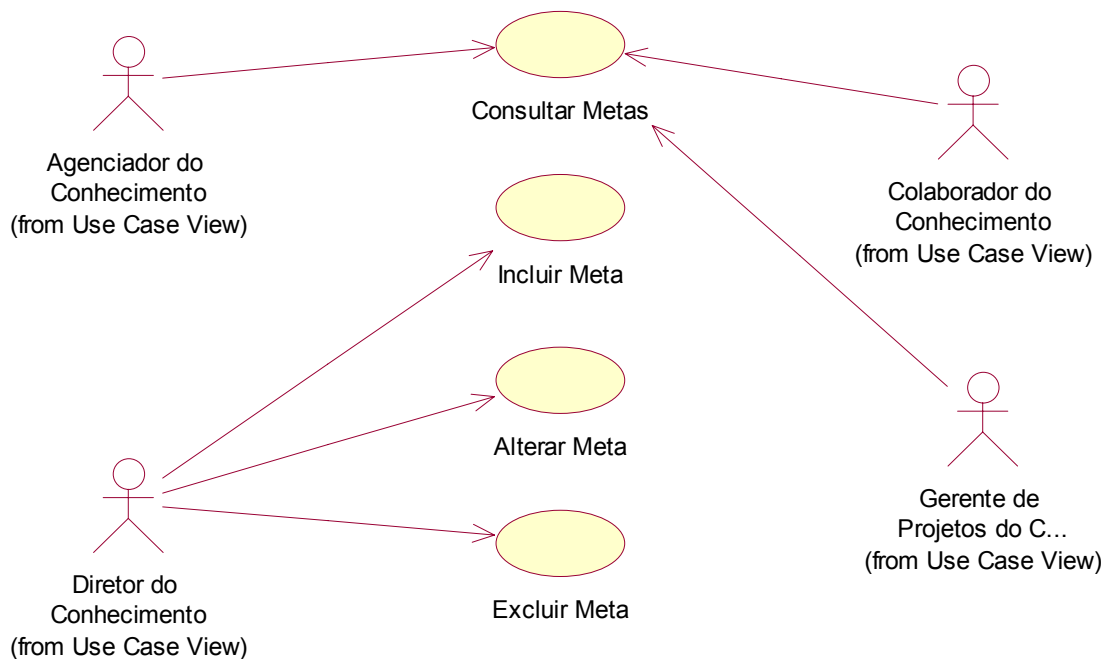 Consultar Metas
Agenciador do
Conhecimento
(from Use Case View)
Colaborador do
Conhecimento
(from Use Case View)
Incluir Meta
Alterar Meta
Gerente de
Projetos do C...
(from Use Case View)
Diretor do
Conhecimento
(from Use Case View)
Excluir Meta